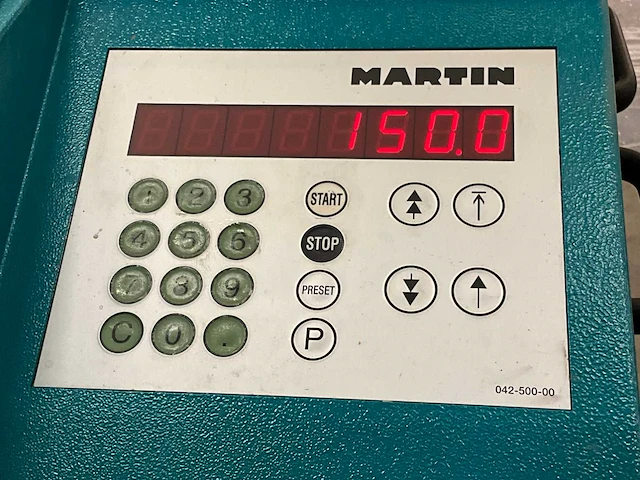 MARTIN
150.0
1 2 3 START
4 5 6 STOP
7 8 9 PRESET
C 0 . P
042-500-00